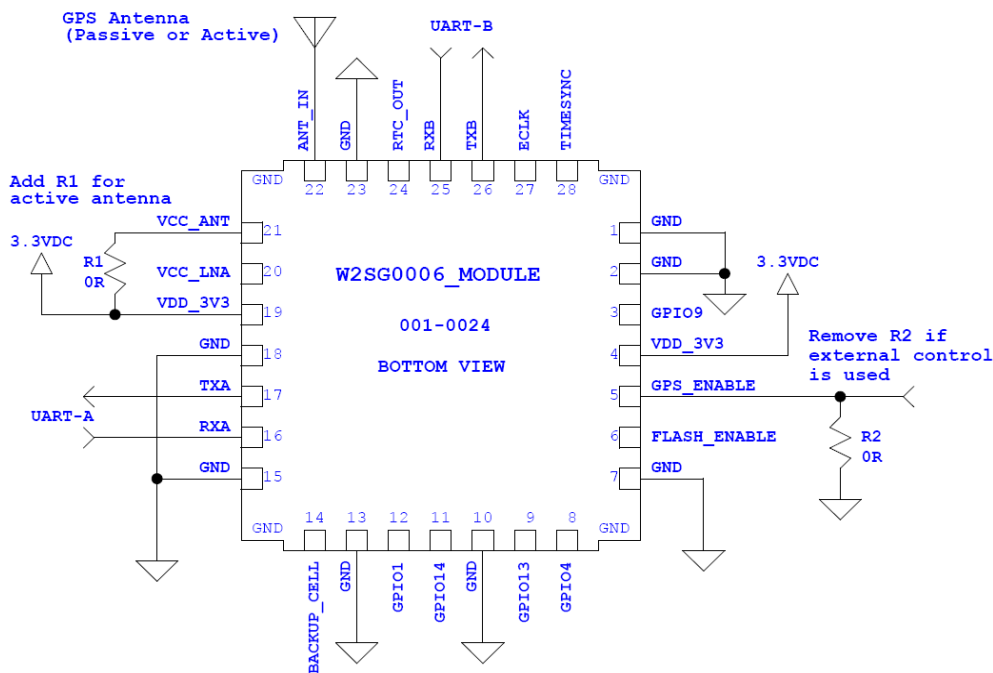 GPS Antenna
(Passive or Active)
UART-B
ANT_IN
GND
RTC_OUT
RXB
TXB
ECLK
TIMESYNC
GND
22
23
24
25
26
27
28
GND
Add R1 for
active antenna
3.3VDC
R1
0R
VCC_ANT
21
VCC_LNA
20
VDD_3V3
19
GND
18
TXA
17
UART-A
RXA
16
GND
15
W2SG0006_MODULE
001-0024
BOTTOM VIEW
1
GND
2
GND
3
GPIO9
4
VDD_3V3
3.3VDC
5
GPS_ENABLE
6
FLASH_ENABLE
7
GND
Remove R2 if
external control
is used
R2
0R
GND
14
13
12
11
10
9
8
GND
BACKUP_CELL
GND
GPIO1
GPIO14
GND
GPIO13
GPIO4